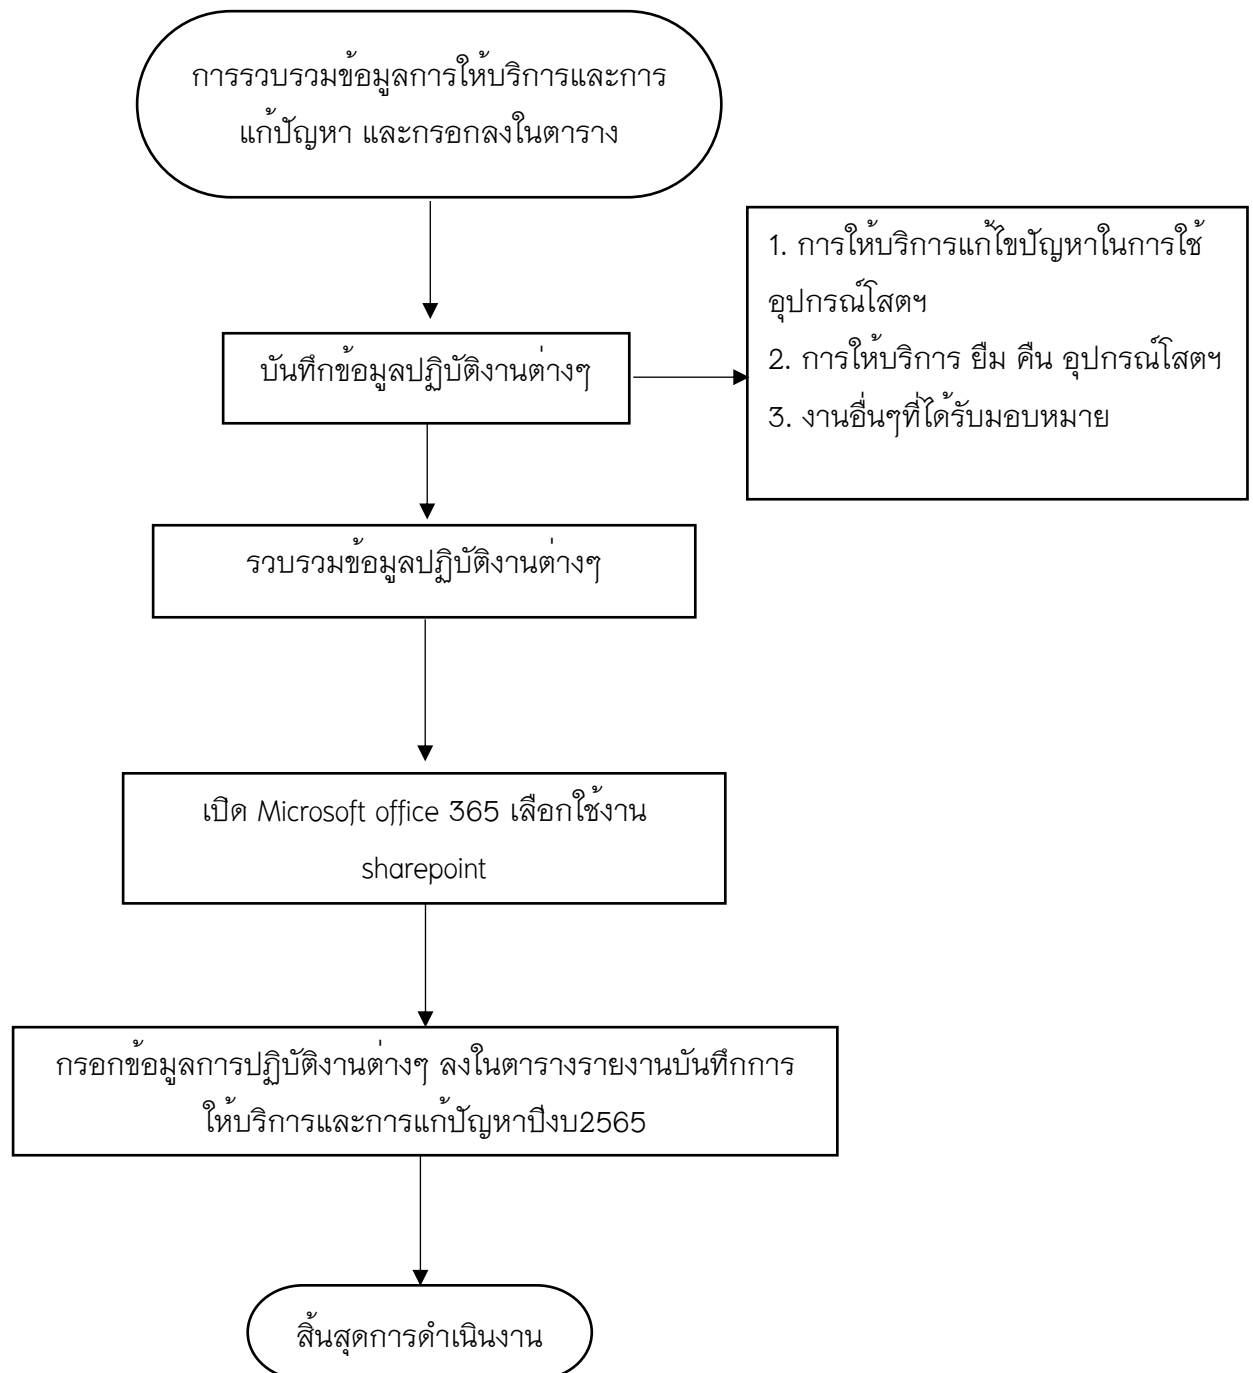 การรวบรวมข้อมูลการให้บริการและการ
แก้ปัญหา และกรอกลงในตาราง
บันทึกข้อมูลปฏิบัติงานต่างๆ
1. การให้บริการแก้ไขปัญหาในการใช้
อุปกรณ์โสตฯ
2. การให้บริการ ยืม คืน อุปกรณ์โสตฯ
3. งานอื่นๆที่ได้รับมอบหมาย
รวบรวมข้อมูลปฏิบัติงานต่างๆ
เปิด Microsoft office 365 เลือกใช้งาน
sharepoint
กรอกข้อมูลการปฏิบัติงานต่างๆ ลงในตารางรายงานบันทึกการ
ให้บริการและการแก้ปัญหาปีงบ2565
สิ้นสุดการดำเนินงาน